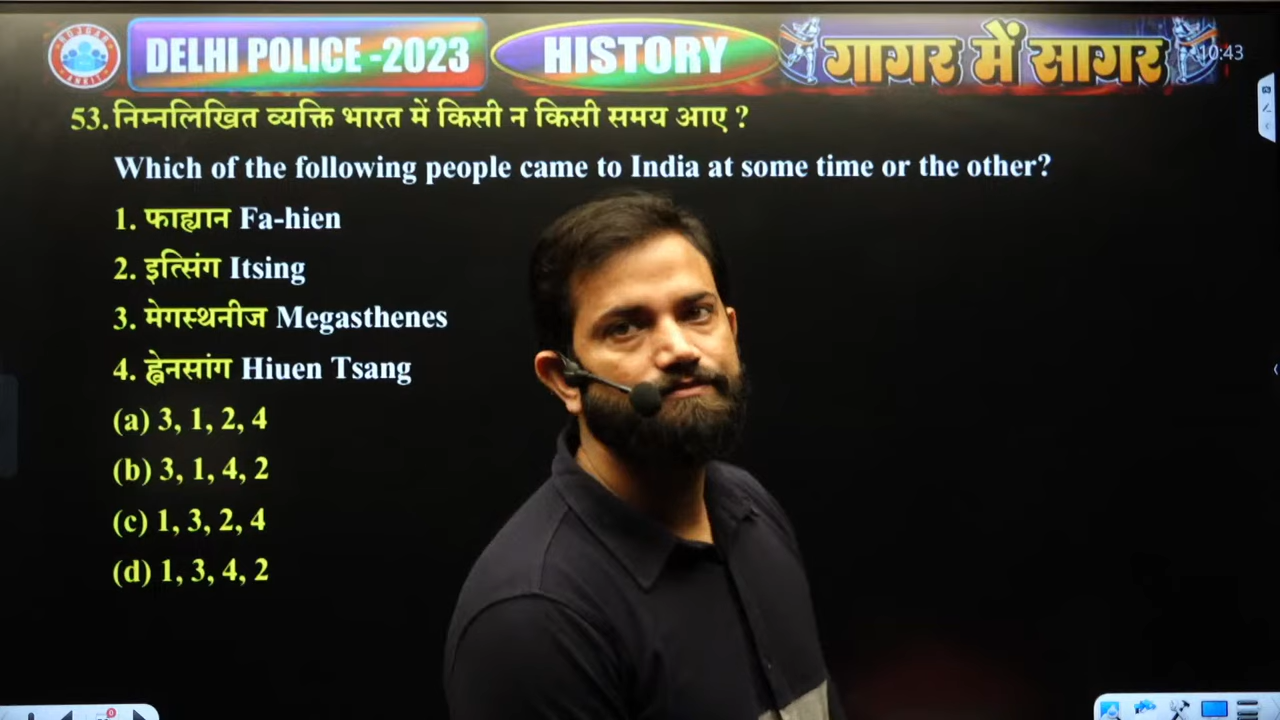 ROJGAR
ANKIT
DELHI POLICE -2023
HISTORY
गागर में सागर
10:43
53. निम्नलिखित व्यक्ति भारत में किसी न किसी समय आए ?
Which of the following people came to India at some time or the other?
1. फाह्यान Fa-hien
2. इत्सिंग Itsing
3. मेगस्थनीज Megasthenes
4. ह्वेनसांग Hiuen Tsang
(a) 3, 1, 2, 4
(b) 3, 1, 4, 2
(c) 1, 3, 2, 4
(d) 1, 3, 4, 2